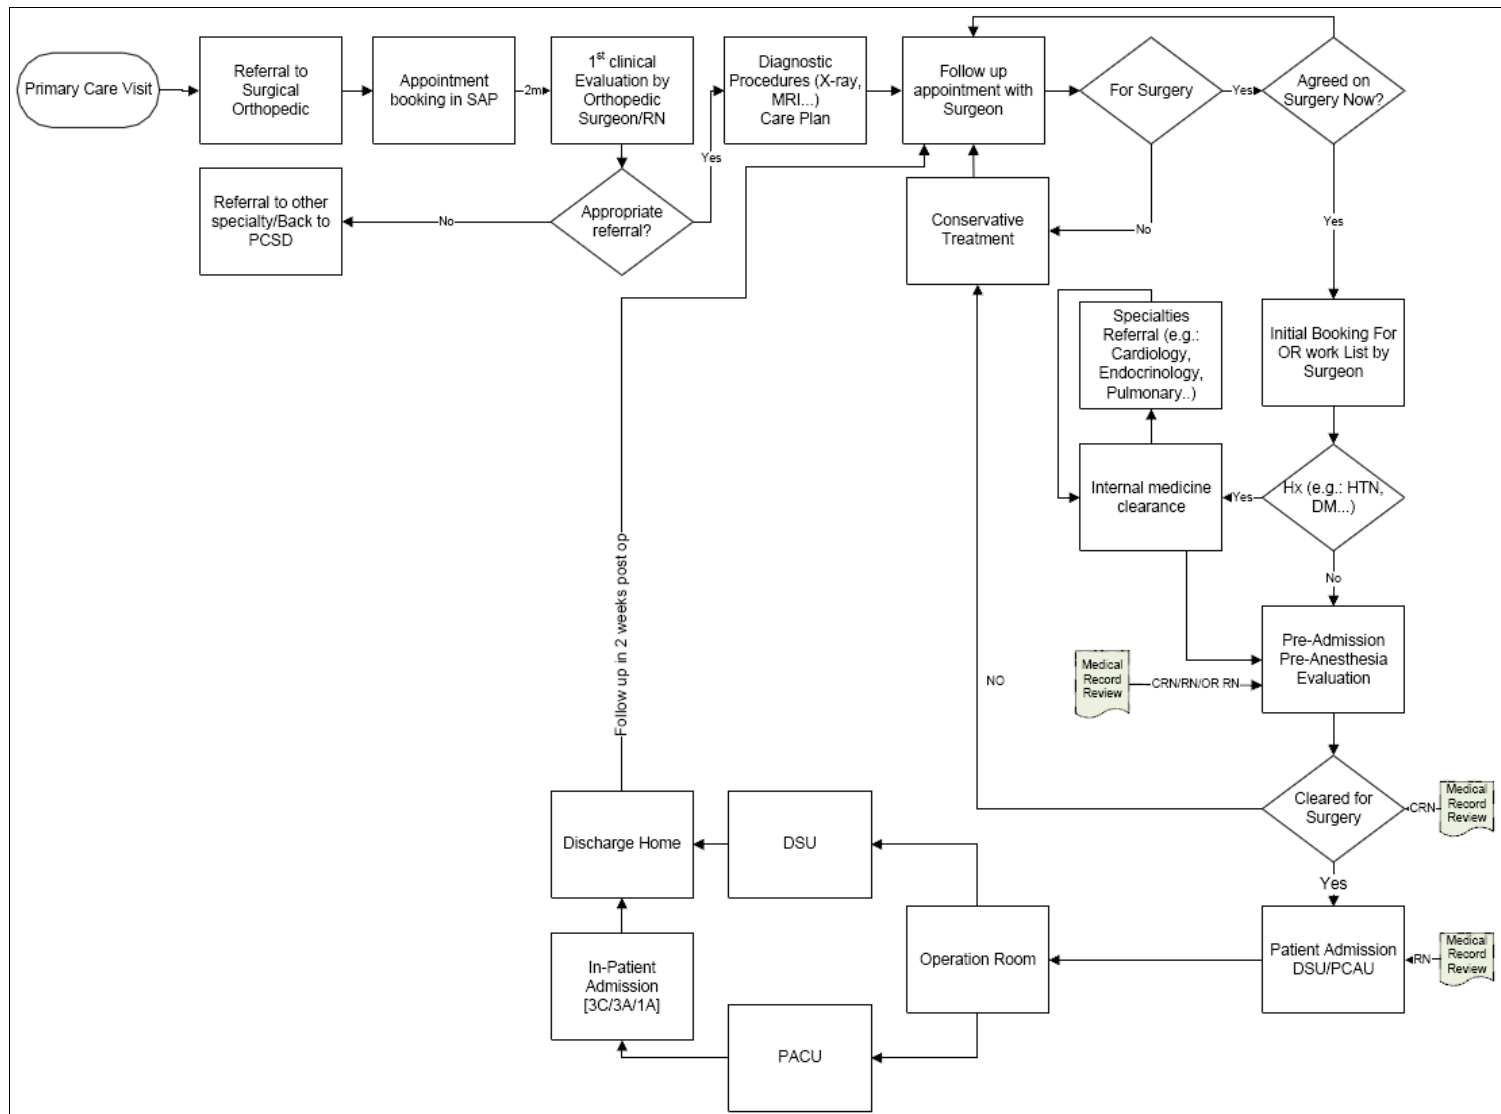 Primary Care Visit
Referral to
Surgical
Orthopedic
Appointment
booking in SAP
2m
1st clinical
Evaluation by
Orthopedic
Surgeon/RN
Diagnostic
Procedures (X-ray,
MRI...)
Care Plan
Follow up
appointment with
Surgeon
For Surgery
Yes
Agreed on
Surgery Now?
Yes
Referral to other
specialty/Back to
PCSD
No
Appropriate
referral?
Conservative
Treatment
No
Yes
Specialties
Referral (e.g.:
Cardiology,
Endocrinology,
Pulmonary..)
Initial Booking For
OR work List by
Surgeon
Internal medicine
clearance
Yes
Hx (e.g.: HTN,
DM...)
No
Follow up in 2 weeks post op
NO
Medical
Record
Review
CRN/RN/OR RN
Pre-Admission
Pre-Anesthesia
Evaluation
Discharge Home
DSU
Cleared for
Surgery
CRN
Medical
Record
Review
Yes
In-Patient
Admission
[3C/3A/1A]
Operation Room
Patient Admission
DSU/PCAU
RN
Medical
Record
Review
PACU